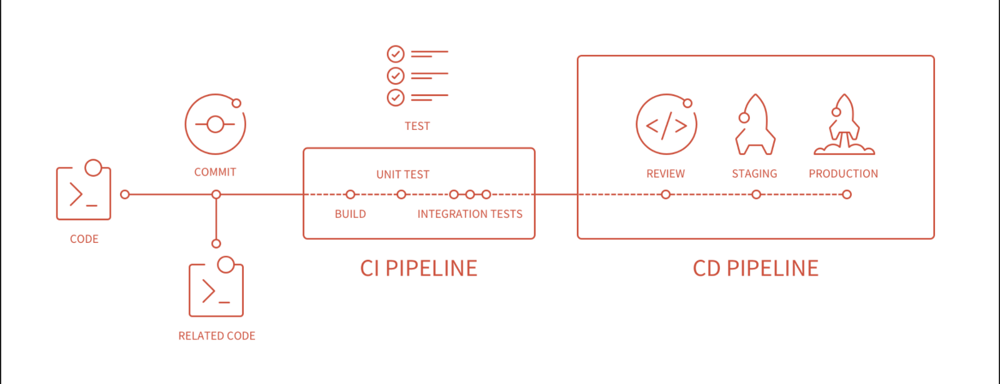 TEST
COMMIT
UNIT TEST
REVIEW
STAGING
PRODUCTION
BUILD
INTEGRATION TESTS
CODE
CI PIPELINE
CD PIPELINE
RELATED CODE